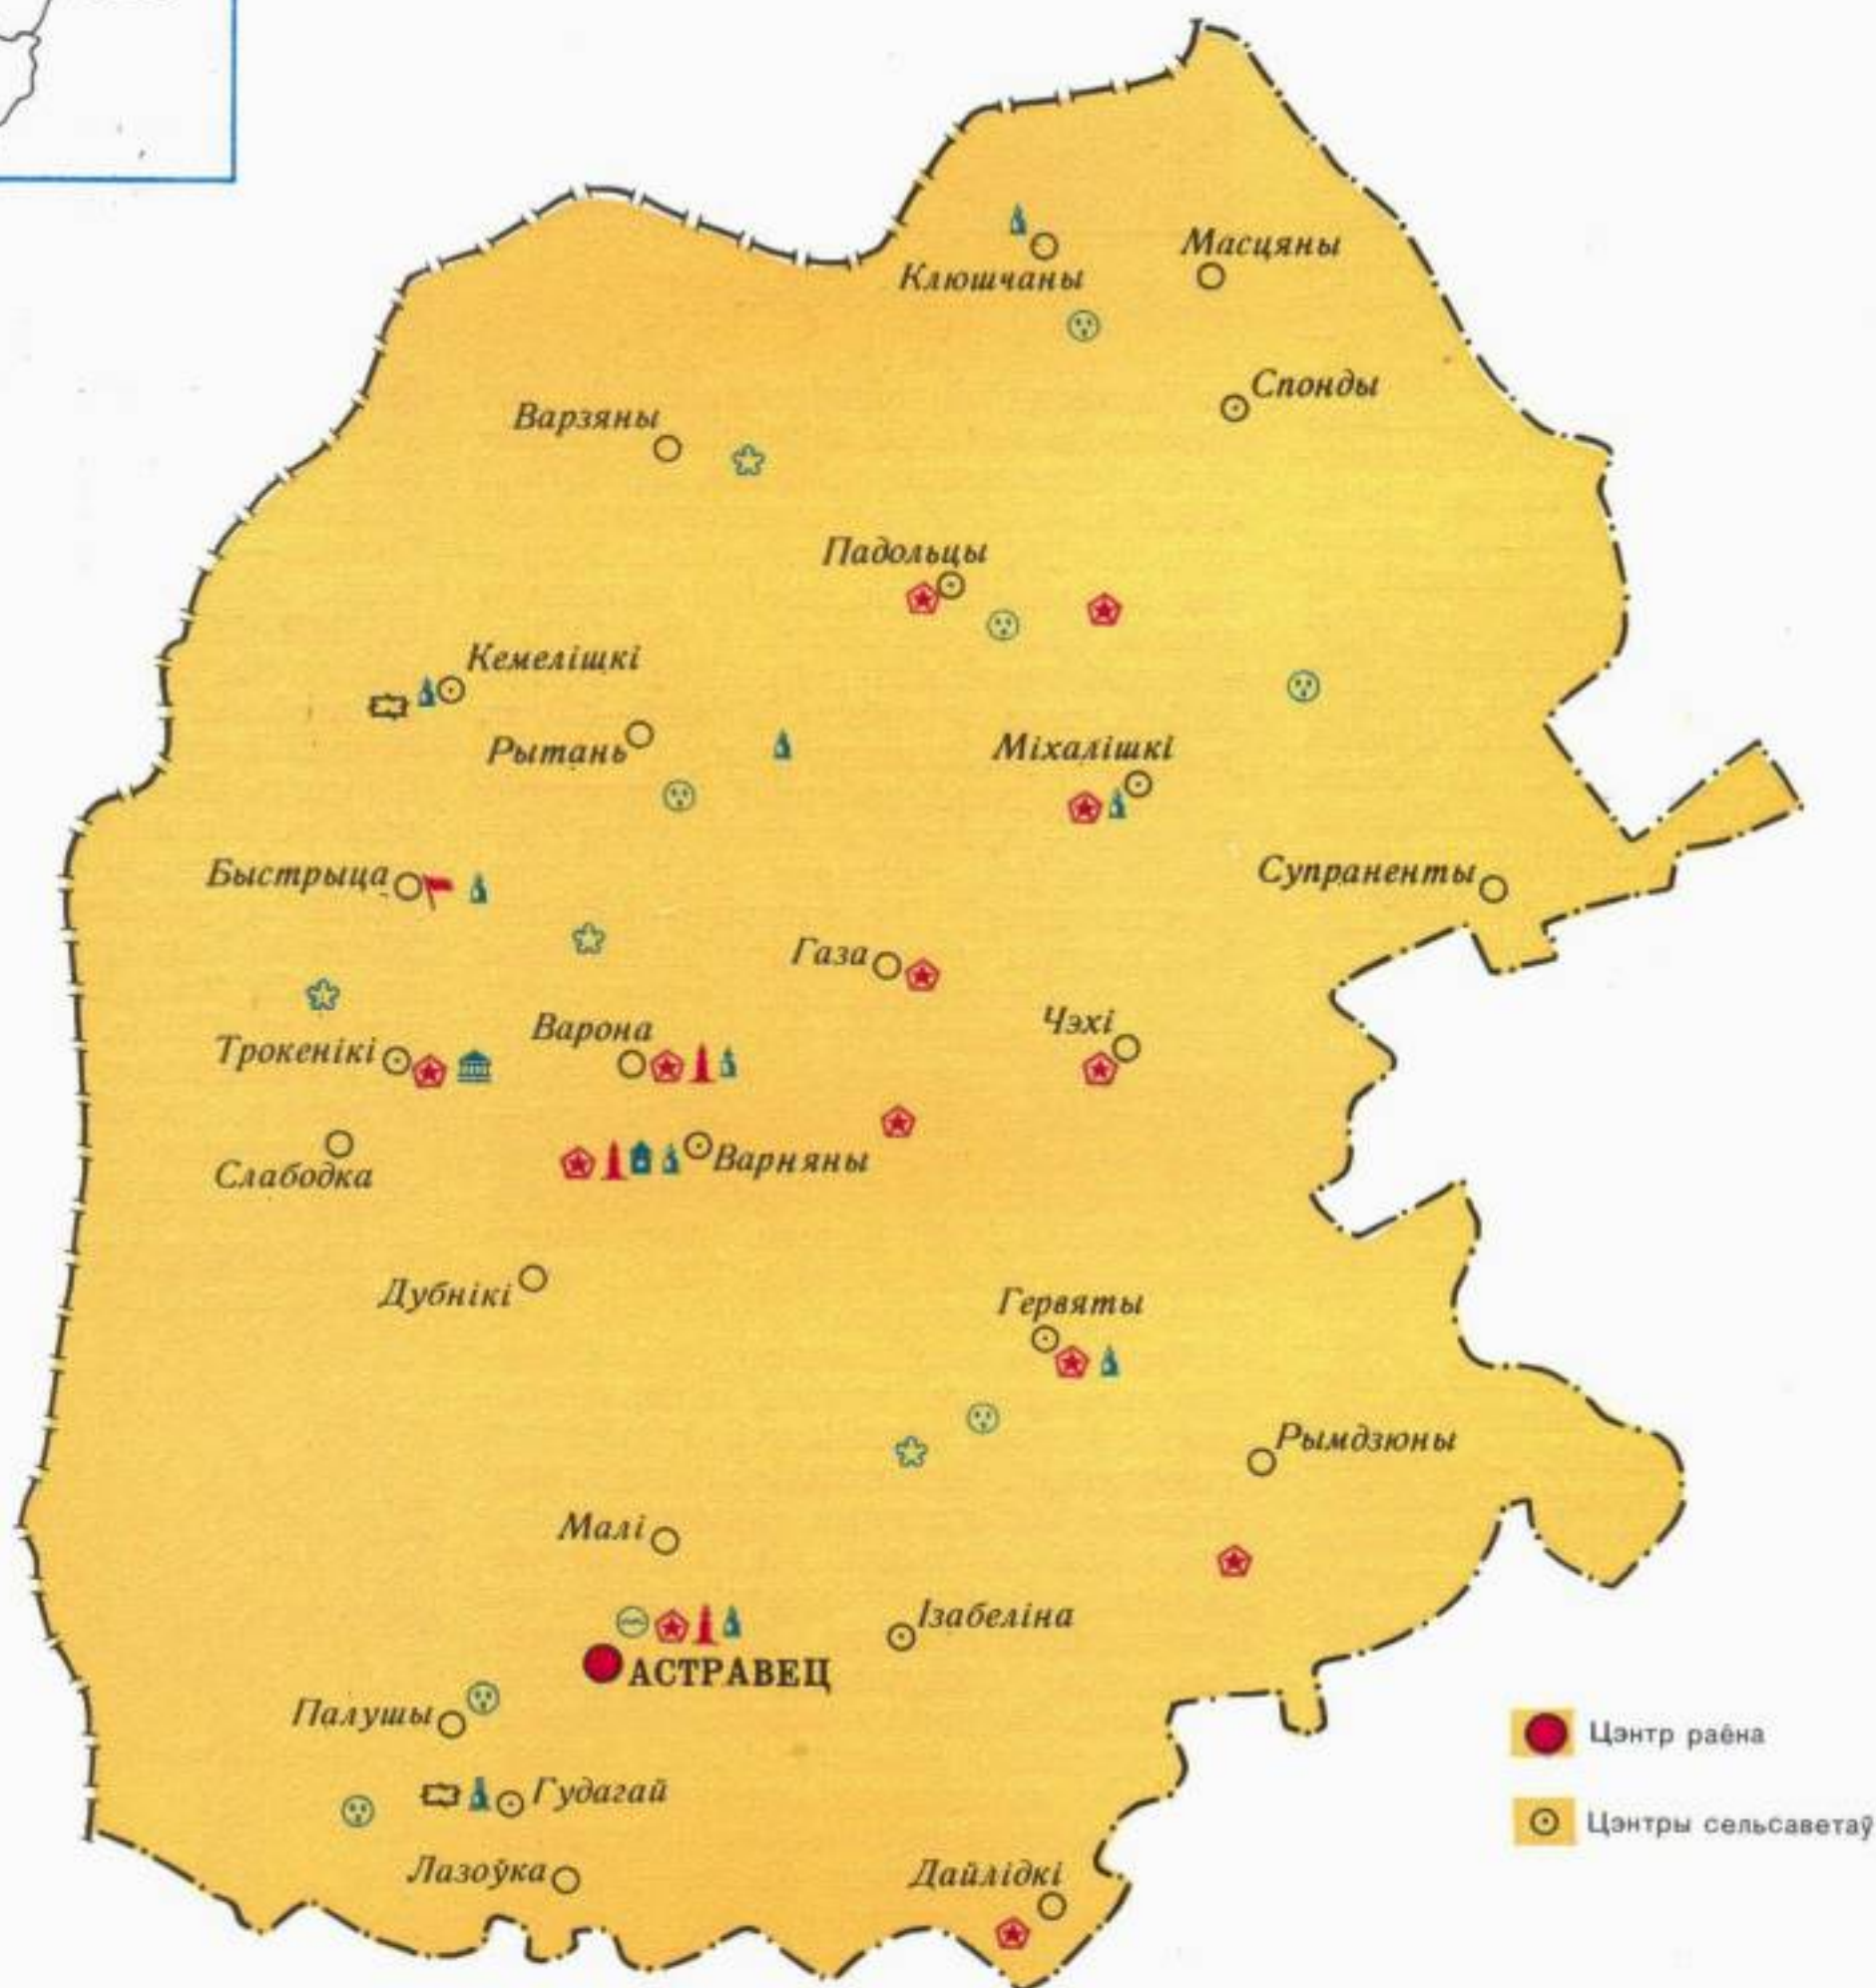 Клюшчаны
Масцяны
Спонды
Варзяны
Падольцы
Кемелішкі
Рытань
Міхалішкі
Быстрыца
Супраненты
Газа
Чэхі
Варона
Трокенікі
Варняны
Слабодка
Дубнікі
Гервяты
Рымдзюны
Малі
Ізабеліна
АСТРАВЕЦ
Палушы
Гудагай
Лазоўка
Дайлідкі
Цэнтр раёна
Цэнтры сельсаветаў